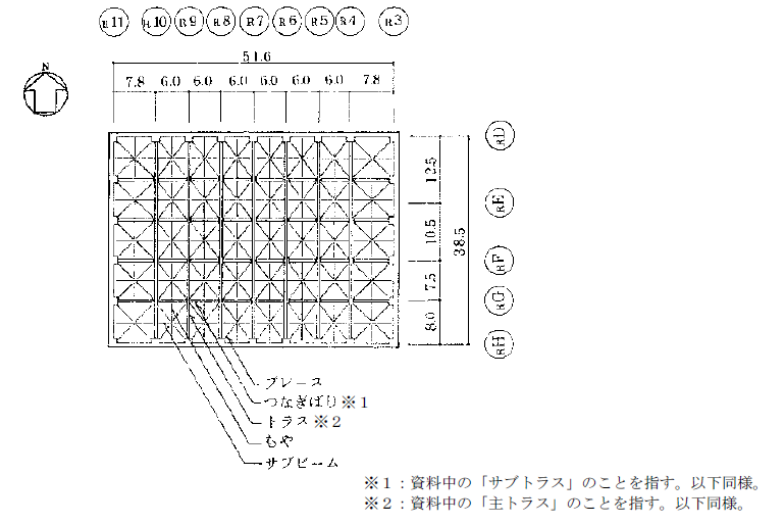 R11 R10 R9 R8 R7 R6 R5 R4 R3
51.6
7.8 6.0 6.0 6.0 6.0 6.0 6.0 7.8
N
RD
12.5
RE
10.5
38.5
RF
7.5
RG
8.0
RH
ブレース
つなぎばり※1
トラス※2
もや
サブビーム
※1：資料中の「サブトラス」のことを指す。以下同様。
※2：資料中の「主トラス」のことを指す。以下同様。